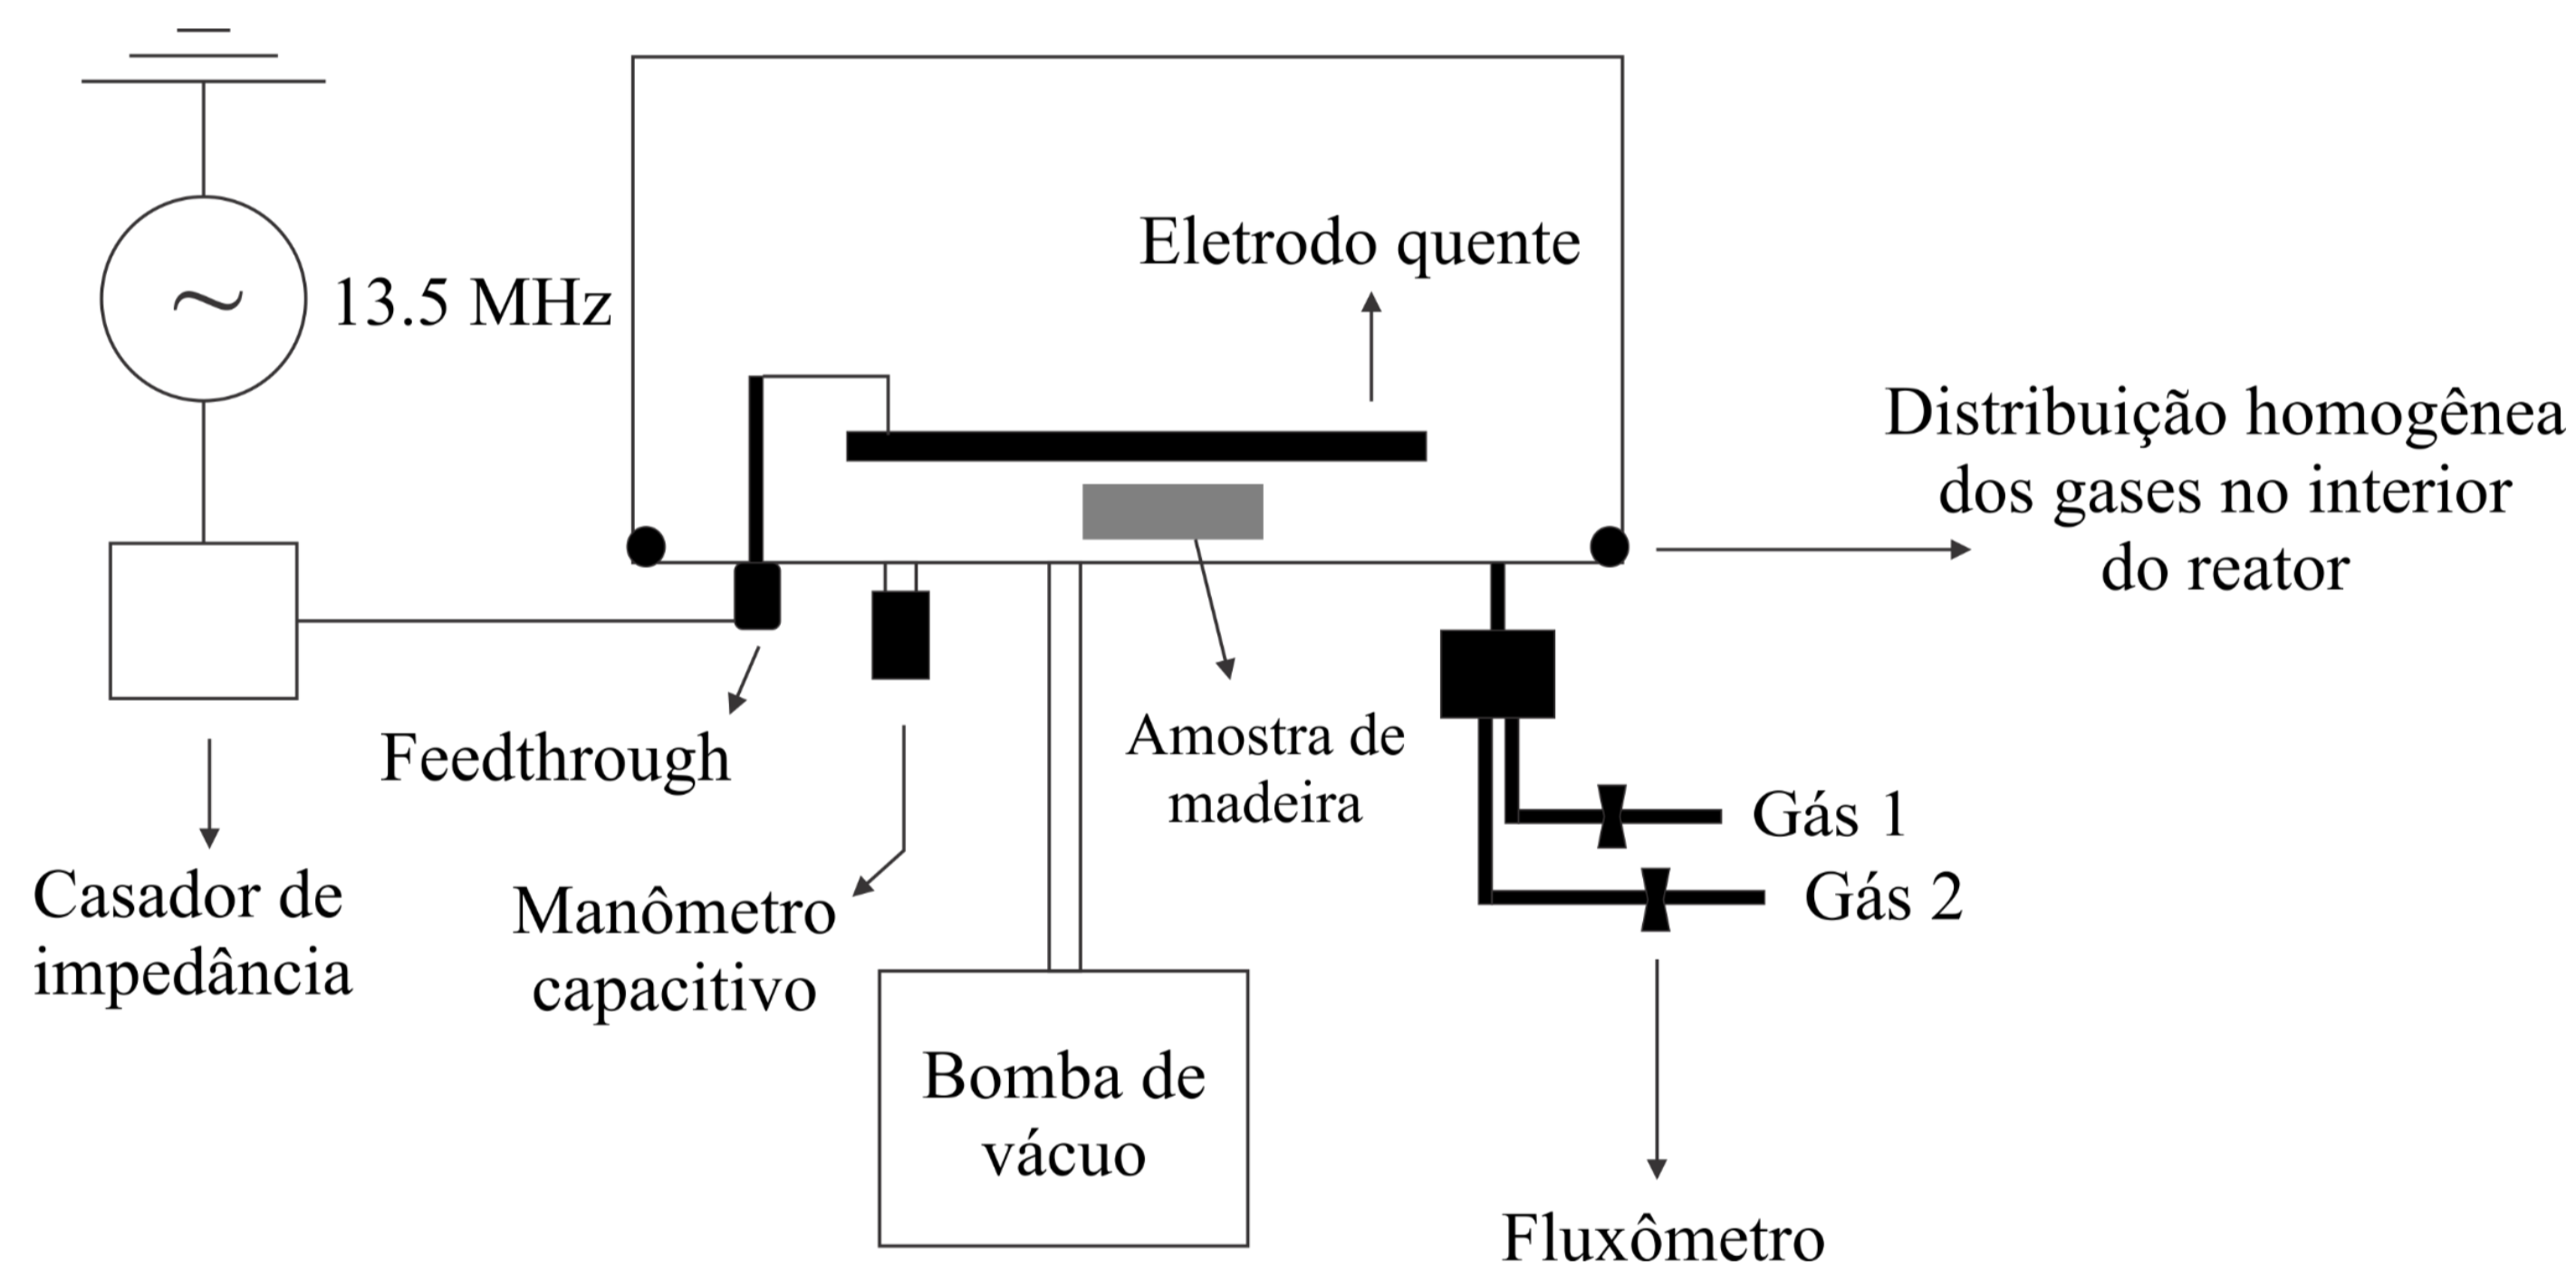 13.5 MHz
Eletrodo quente
Distribuição homogênea
dos gases no interior
do reator
Feedthrough
Amostra de
madeira
Gás 1
Gás 2
Casador de
impedância
Manômetro
capacitivo
Bomba de
vácuo
Fluxômetro